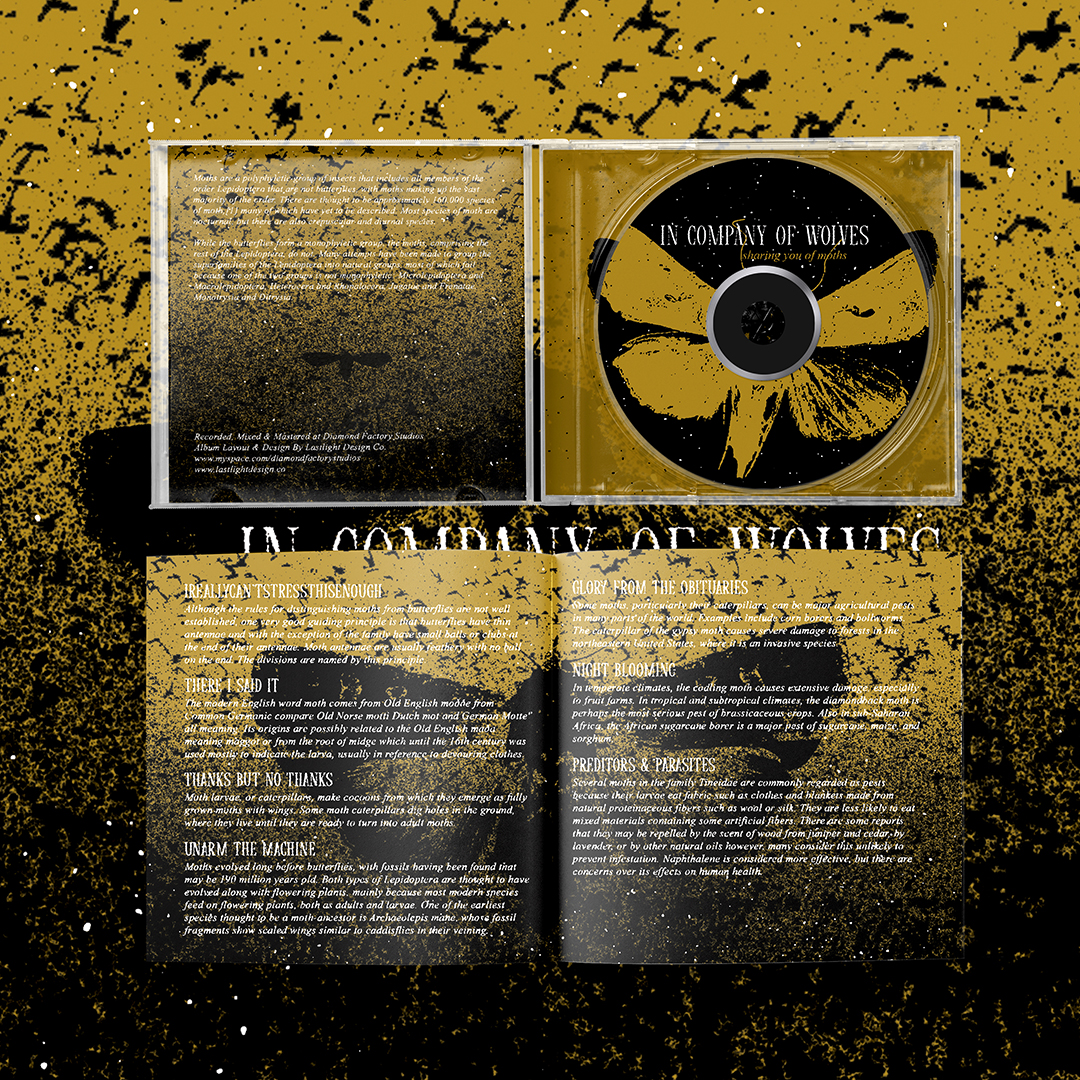 Moths are a polyphyletic group of insects that includes all members of the
order Lepidoptera that are not butterflies, with moths making up the vast
majority of the order. There are thought to be approximately 160,000 species
of moth,[1] many of which have yet to be described. Most species of moth are
nocturnal, but there are also crepuscular and diurnal species.
While the butterflies form a monophyletic group, the moths, comprising the
rest of the Lepidoptera, do not. Many attempts have been made to group the
superfamilies of the Lepidoptera into natural groups, most of which fail
because one of the two groups is not monophyletic: Microlepidoptera and
Macrolepidoptera, Heterocera and Rhopalocera, Jugatae and Frenatae,
Monotrysia and Ditrysia
Recorded, Mixed & Mastered at Diamond Factory Studios
Album Layout & Design By Lastlight Design Co.
www.myspace.com/diamondfactorystudios
www.lastlightdesign.co
IN COMPANY OF WOLVES
sharing you of moths
IN COMPANY OF WOLVES
IREALLYCAN'TSTRESSTHISENOUGH
Although the rules for distinguishing moths from butterflies are not well
established, one very good guiding principle is that butterflies have thin
antennae and with the exception of the family have small balls or clubs at
the end of their antennae. Moth antennae are usually feathery with no ball
on the end. The divisions are named by this principle.
THERE I SAID IT
The modern English word moth comes from Old English moððe from
Common Germanic compare Old Norse motti Dutch mot and German Motte"
all meaning. Its origins are possibly related to the Old English maða
meaning maggot or from the root of midge which until the 16th century was
used mostly to indicate the larva, usually in reference to devouring clothes.
THANKS BUT NO THANKS
Moth larvae, or caterpillars, make cocoons from which they emerge as fully
grown moths with wings. Some moth caterpillars dig holes in the ground,
where they live until they are ready to turn into adult moths.
UNARM THE MACHINE
Moths evolved long before butterflies, with fossils having been found that
may be 190 million years old. Both types of Lepidoptera are thought to have
evolved along with flowering plants, mainly because most modern species
feed on flowering plants, both as adults and larvae. One of the earliest
species thought to be a moth-ancestor is Archaeolepis mane, whose fossil
fragments show scaled wings similar to caddisflies in their veining.
GLORY FROM THE OBITUARIES
Some moths, particularly their caterpillars, can be major agricultural pests
in many parts of the world. Examples include corn borers and bollworms.
The caterpillar of the gypsy moth causes severe damage to forests in the
northeastern United States, where it is an invasive species.
NIGHT BLOOMING
In temperate climates, the codling moth causes extensive damage, especially
to fruit farms. In tropical and subtropical climates, the diamondback moth is
perhaps the most serious pest of brassicaceous crops. Also in sub-Saharan
Africa, the African sugarcane borer is a major pest of sugarcane, maize, and
sorghum.
PREDITORS & PARASITES
Several moths in the family Tineidae are commonly regarded as pests
because their larvae eat fabric such as clothes and blankets made from
natural proteinaceous fibers such as wool or silk. They are less likely to eat
mixed materials containing some artificial fibers. There are some reports
that they may be repelled by the scent of wood from juniper and cedar, by
lavender, or by other natural oils however, many consider this unlikely to
prevent infestation. Naphthalene is considered more effective, but there are
concerns over its effects on human health.